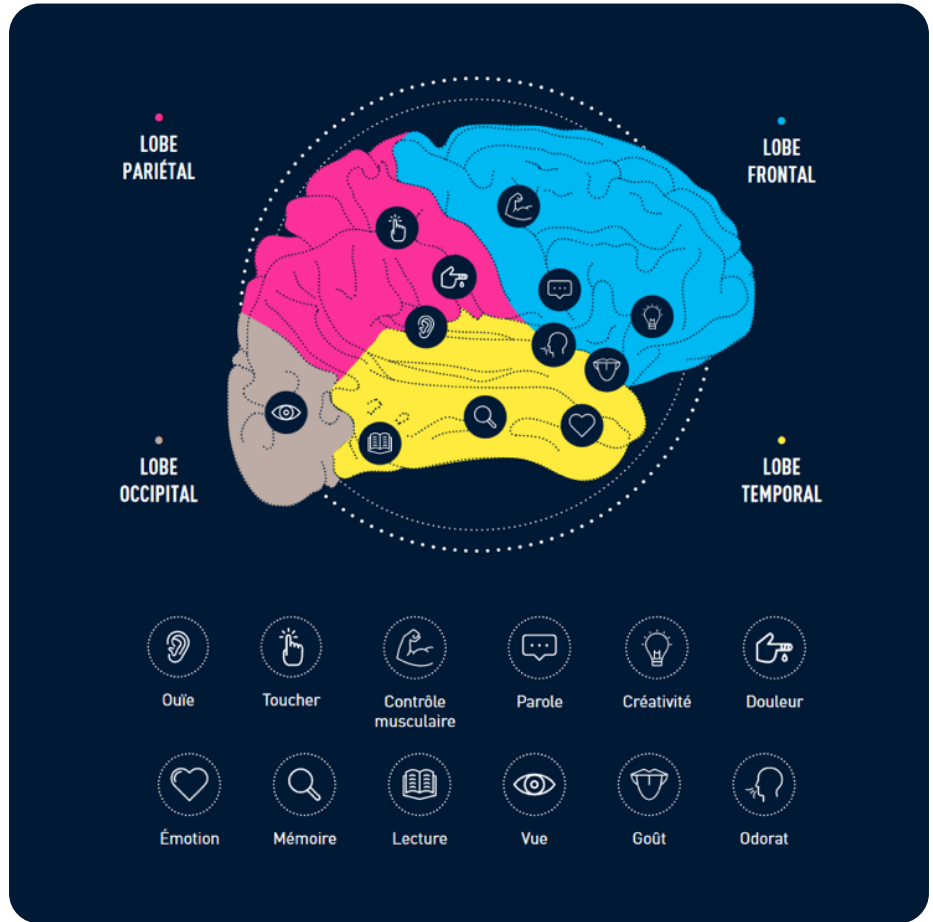 LOBE
PARIÉTAL
LOBE
FRONTAL
LOBE
OCCIPITAL
LOBE
TEMPORAL
Ouïe
Toucher
Contrôle
musculaire
Parole
Créativité
Douleur
Émotion
Mémoire
Lecture
Vue
Goût
Odorat